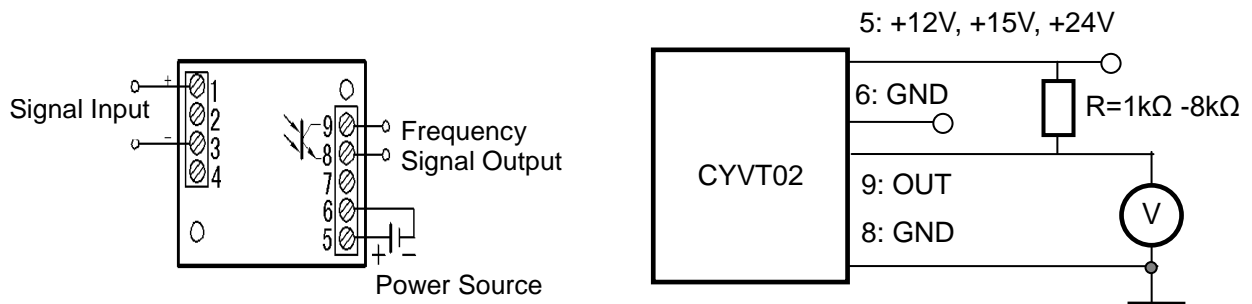 Signal Input
+
-
1
2
3
4
9
8
7
6
5
Frequency
Signal Output
+ -
Power Source
5: +12V, +15V, +24V
6: GND
R=1kΩ -8kΩ
CYVT02
9: OUT
8: GND
V